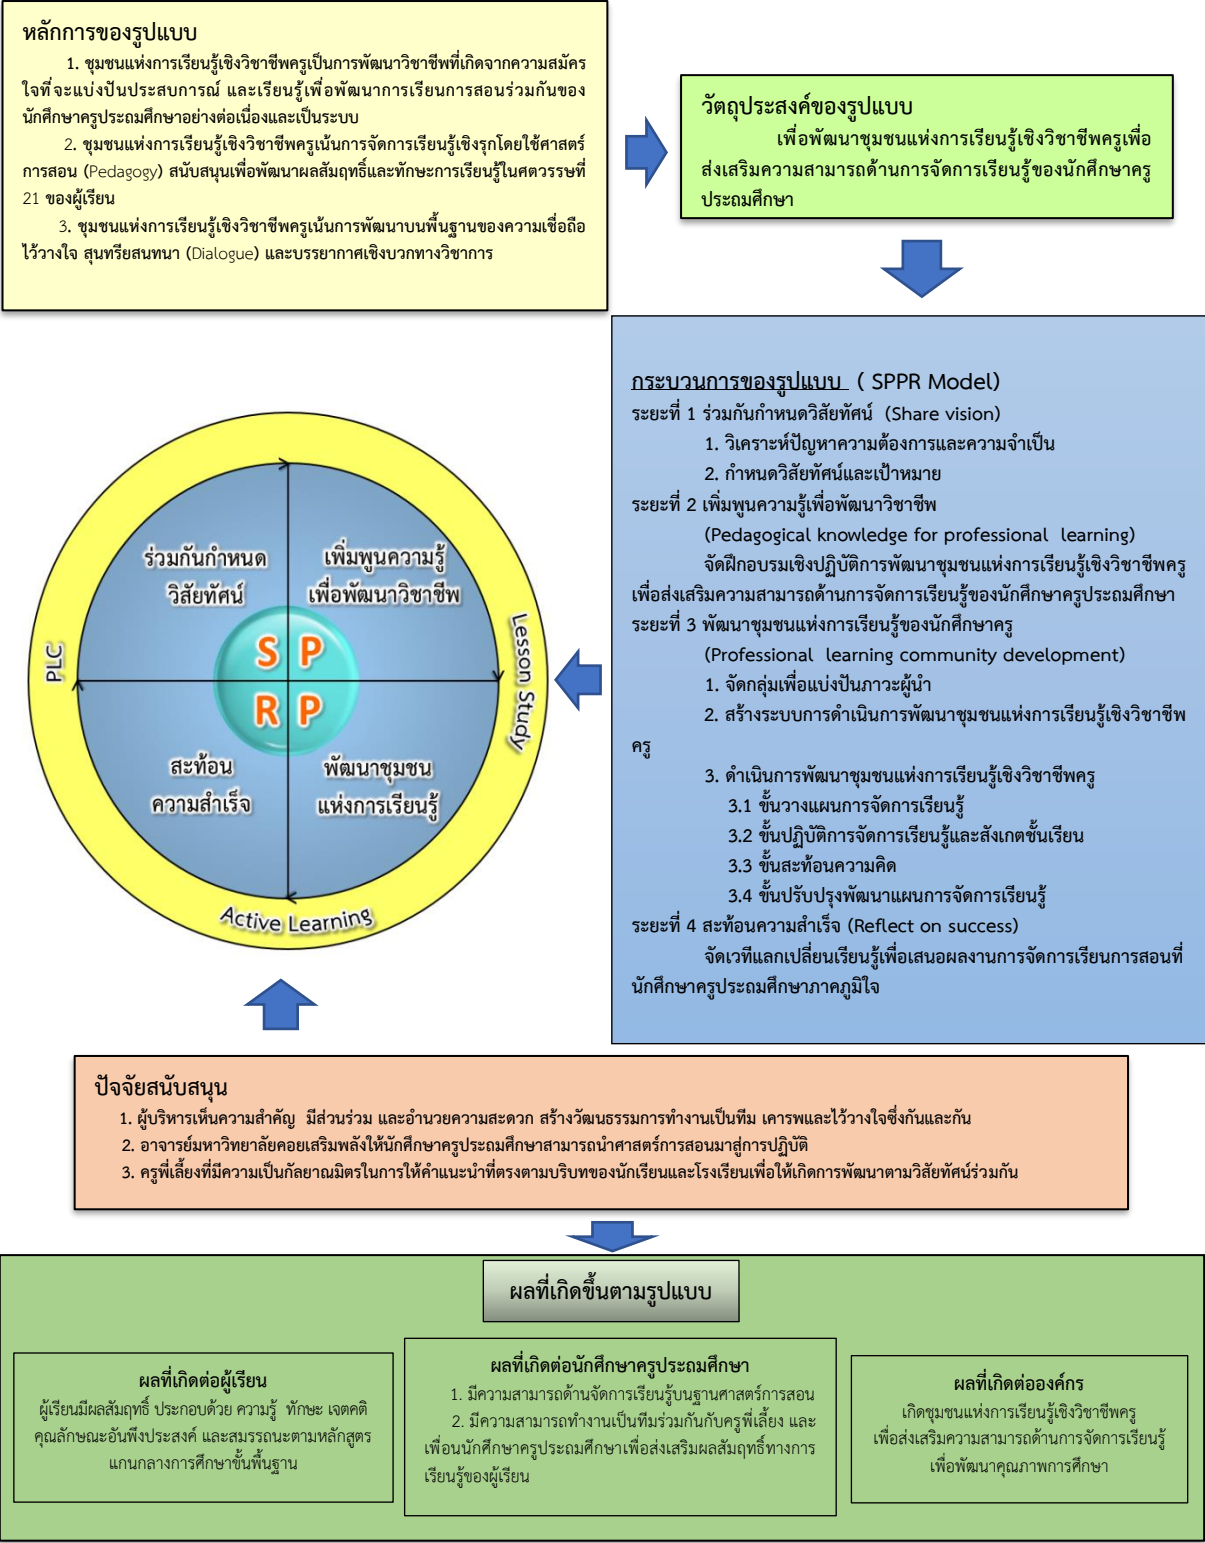 หลักการของรูปแบบ
1. ชุมชนแห่งการเรียนรู้เชิงวิชาชีพครูเป็นการพัฒนาวิชาชีพที่เกิดจากความสมัคร
ใจที่จะแบ่งปันประสบการณ์ และเรียนรู้เพื่อพัฒนาการเรียนการสอนร่วมกันของ
นักศึกษาครูประถมศึกษาอย่างต่อเนื่องและเป็นระบบ
2. ชุมชนแห่งการเรียนรู้เชิงวิชาชีพครูเน้นการจัดการเรียนรู้เชิงรุกโดยใช้ศาสตร์
การสอน (Pedagogy) สนับสนุนเพื่อพัฒนาผลสัมฤทธิ์และทักษะการเรียนรู้ในศตวรรษที่
21 ของผู้เรียน
3. ชุมชนแห่งการเรียนรู้เชิงวิชาชีพครูเน้นการพัฒนาบนพื้นฐานของความเชื่อถือ
ไว้วางใจ สุนทรียสนทนา (Dialogue) และบรรยากาศเชิงบวกทางวิชาการ
วัตถุประสงค์ของรูปแบบ
เพื่อพัฒนาชุมชนแห่งการเรียนรู้เชิงวิชาชีพครูเพื่อ
ส่งเสริมความสามารถด้านการจัดการเรียนรู้ของนักศึกษาครู
ประถมศึกษา
กระบวนการของรูปแบบ ( SPPR Model)
ระยะที่ 1 ร่วมกันกำหนดวิสัยทัศน์ (Share vision)
1. วิเคราะห์ปัญหาความต้องการและความจำเป็น
2. กำหนดวิสัยทัศน์และเป้าหมาย
ระยะที่ 2 เพิ่มพูนความรู้เพื่อพัฒนาวิชาชีพ
(Pedagogical knowledge for professional learning)
จัดฝึกอบรมเชิงปฏิบัติการพัฒนาชุมชนแห่งการเรียนรู้เชิงวิชาชีพครู
เพื่อส่งเสริมความสามารถด้านการจัดการเรียนรู้ของนักศึกษาครูประถมศึกษา
ระยะที่ 3 พัฒนาชุมชนแห่งการเรียนรู้ของนักศึกษาครู
(Professional learning community development)
1. จัดกลุ่มเพื่อแบ่งปันภาวะผู้นำ
2. สร้างระบบการดำเนินการพัฒนาชุมชนแห่งการเรียนรู้เชิงวิชาชีพ
ครู
3. ดำเนินการพัฒนาชุมชนแห่งการเรียนรู้เชิงวิชาชีพครู
3.1 ขั้นวางแผนการจัดการเรียนรู้
3.2 ขั้นปฏิบัติการจัดการเรียนรู้และสังเกตชั้นเรียน
3.3 ขั้นสะท้อนความคิด
3.4 ขั้นปรับปรุงพัฒนาแผนการจัดการเรียนรู้
ระยะที่ 4 สะท้อนความสำเร็จ (Reflect on success)
จัดเวทีแลกเปลี่ยนเรียนรู้เพื่อเสนอผลงานการจัดการเรียนการสอนที่
นักศึกษาครูประถมศึกษาภาคภูมิใจ
ร่วมกันกำหนด
วิสัยทัศน์
เพิ่มพูนความรู้
เพื่อพัฒนาวิชาชีพ
S P
R P
สะท้อน
ความสำเร็จ
พัฒนาชุมชน
แห่งการเรียนรู้
PLC
Lesson Study
Active Learning
ปัจจัยสนับสนุน
1. ผู้บริหารเห็นความสำคัญ มีส่วนร่วม และอำนวยความสะดวก สร้างวัฒนธรรมการทำงานเป็นทีม เคารพและไว้วางใจซึ่งกันและกัน
2. อาจารย์มหาวิทยาลัยคอยเสริมพลังให้นักศึกษาครูประถมศึกษาสามารถนำศาสตร์การสอนมาสู่การปฏิบัติ
3. ครูพี่เลี้ยงที่มีความเป็นกัลยาณมิตรในการให้คำแนะนำที่ตรงตามบริบทของนักเรียนและโรงเรียนเพื่อให้เกิดการพัฒนาตามวิสัยทัศน์ร่วมกัน
ผลที่เกิดขึ้นตามรูปแบบ
ผลที่เกิดต่อผู้เรียน
ผู้เรียนมีผลสัมฤทธิ์ ประกอบด้วย ความรู้ ทักษะ เจตคติ
คุณลักษณะอันพึงประสงค์ และสมรรถนะตามหลักสูตร
แกนกลางการศึกษาขั้นพื้นฐาน
ผลที่เกิดต่อนักศึกษาครูประถมศึกษา
1. มีความสามารถด้านจัดการเรียนรู้บนฐานศาสตร์การสอน
2. มีความสามารถทำงานเป็นทีมร่วมกันกับครูพี่เลี้ยง และ
เพื่อนนักศึกษาครูประถมศึกษาเพื่อส่งเสริมผลสัมฤทธิ์ทางการ
เรียนรู้ของผู้เรียน
ผลที่เกิดต่อองค์กร
เกิดชุมชนแห่งการเรียนรู้เชิงวิชาชีพครู
เพื่อส่งเสริมความสามารถด้านการจัดการเรียนรู้
เพื่อพัฒนาคุณภาพการศึกษา